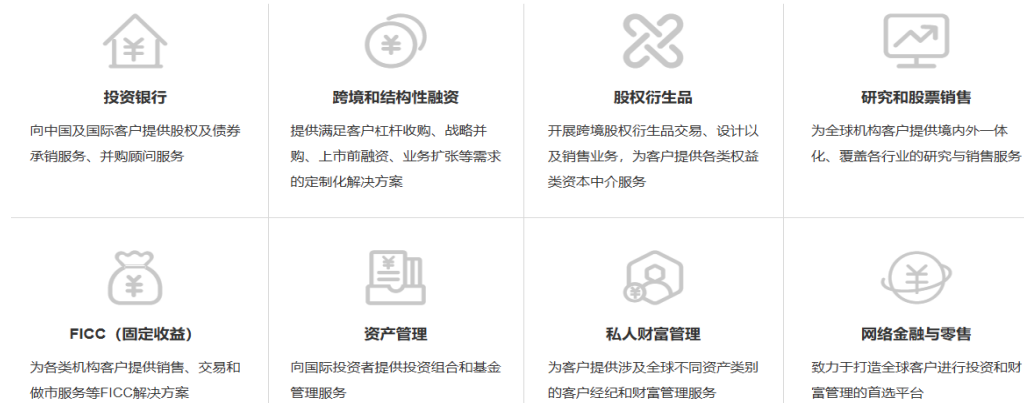 投资银行
向中国及国际客户提供股权及债券
承销服务、并购顾问服务
跨境和结构性融资
提供满足客户杠杆收购、战略并
购、上市前融资、业务扩张等需求
的定制化解决方案
股权衍生品
开展跨境股权衍生品交易、设计以
及销售业务，为客户提供各类权益
类资本中介服务
研究和股票销售
为全球机构客户提供境内外一体
化、覆盖各行业的研究与销售服务
FICC（固定收益）
为各类机构客户提供销售、交易和
做市服务等FICC解决方案
资产管理
向国际投资者提供投资组合和基金
管理服务
私人财富管理
为客户提供涉及全球不同资产类别
的客户经纪和财富管理服务
网络金融与零售
致力于打造全球客户进行投资和财
富管理的首选平台